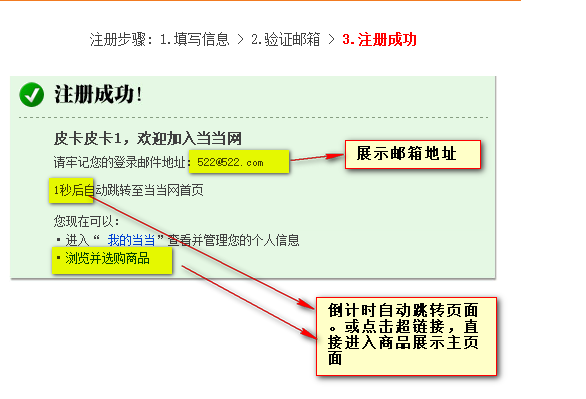 注册步骤: 1.填写信息 > 2.验证邮箱 > 3.注册成功
注册成功!
皮卡皮卡1，欢迎加入当当网
请牢记您的登录邮件地址: 522@522.com
展示邮箱地址
1秒后自动跳转至当当网首页
您现在可以:
·进入“ 我的当当”查看并管理您的个人信息
·浏览并选购商品
倒计时自动跳转页面
。或点击超链接，直
接进入商品展示主页
面